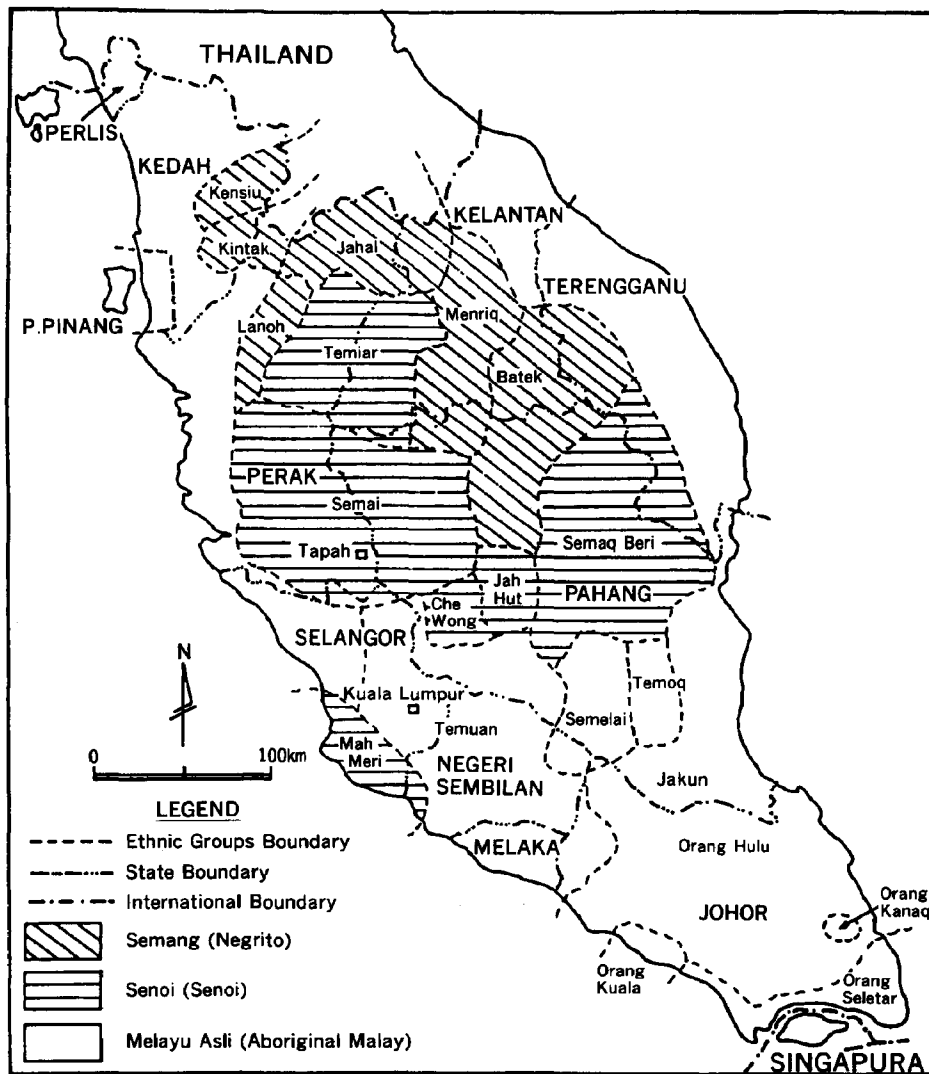 THAILAND
PERLIS
KEDAH
Kensiu
KELANTAN
Kintak
Jahai
TERENGGANU
P.PINANG
Lanoh
Menriq
Temiar
Batek
PERAK
Semai
Tapah
Semaq Beri
Jah
Hut
PAHANG
Che
Wong
SELANGOR
N
Kuala Lumpur
Temoq
Semelai
Temuan
Mah
Meri
0
100km
NEGERI
SEMBILAN
Jakun
LEGEND
Ethnic Groups Boundary
State Boundary
International Boundary
Semang (Negrito)
Senoi (Senoi)
Melayu Asli (Aboriginal Malay)
MELAKA
Orang Hulu
Orang
Kanaq
JOHOR
Orang
Kuala
Orang
Seletar
SINGAPURA